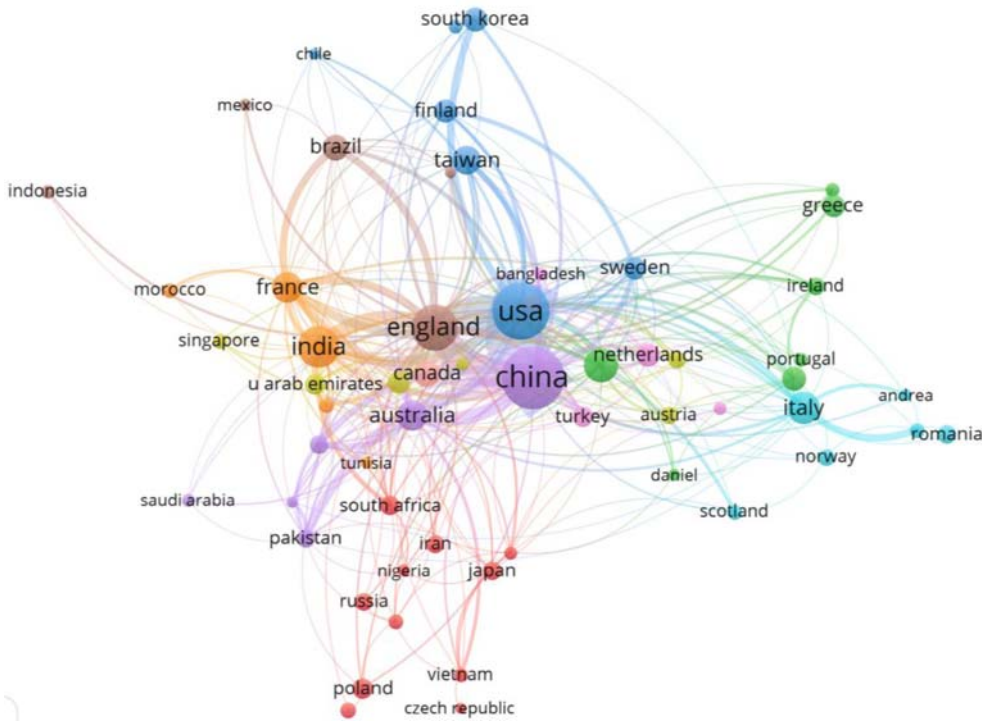 south korea
chile
mexico
finland
brazil
taiwan
indonesia
greece
bangladesh
sweden
ireland
france
morocco
usa
england
singapore
india
netherlands
portugal
canada
china
u arab emirates
andrea
italy
australia
turkey
austria
romania
norway
tunisia
daniel
saudi arabia
south africa
scotland
pakistan
iran
nigeria
japan
russia
vietnam
poland
czech republic